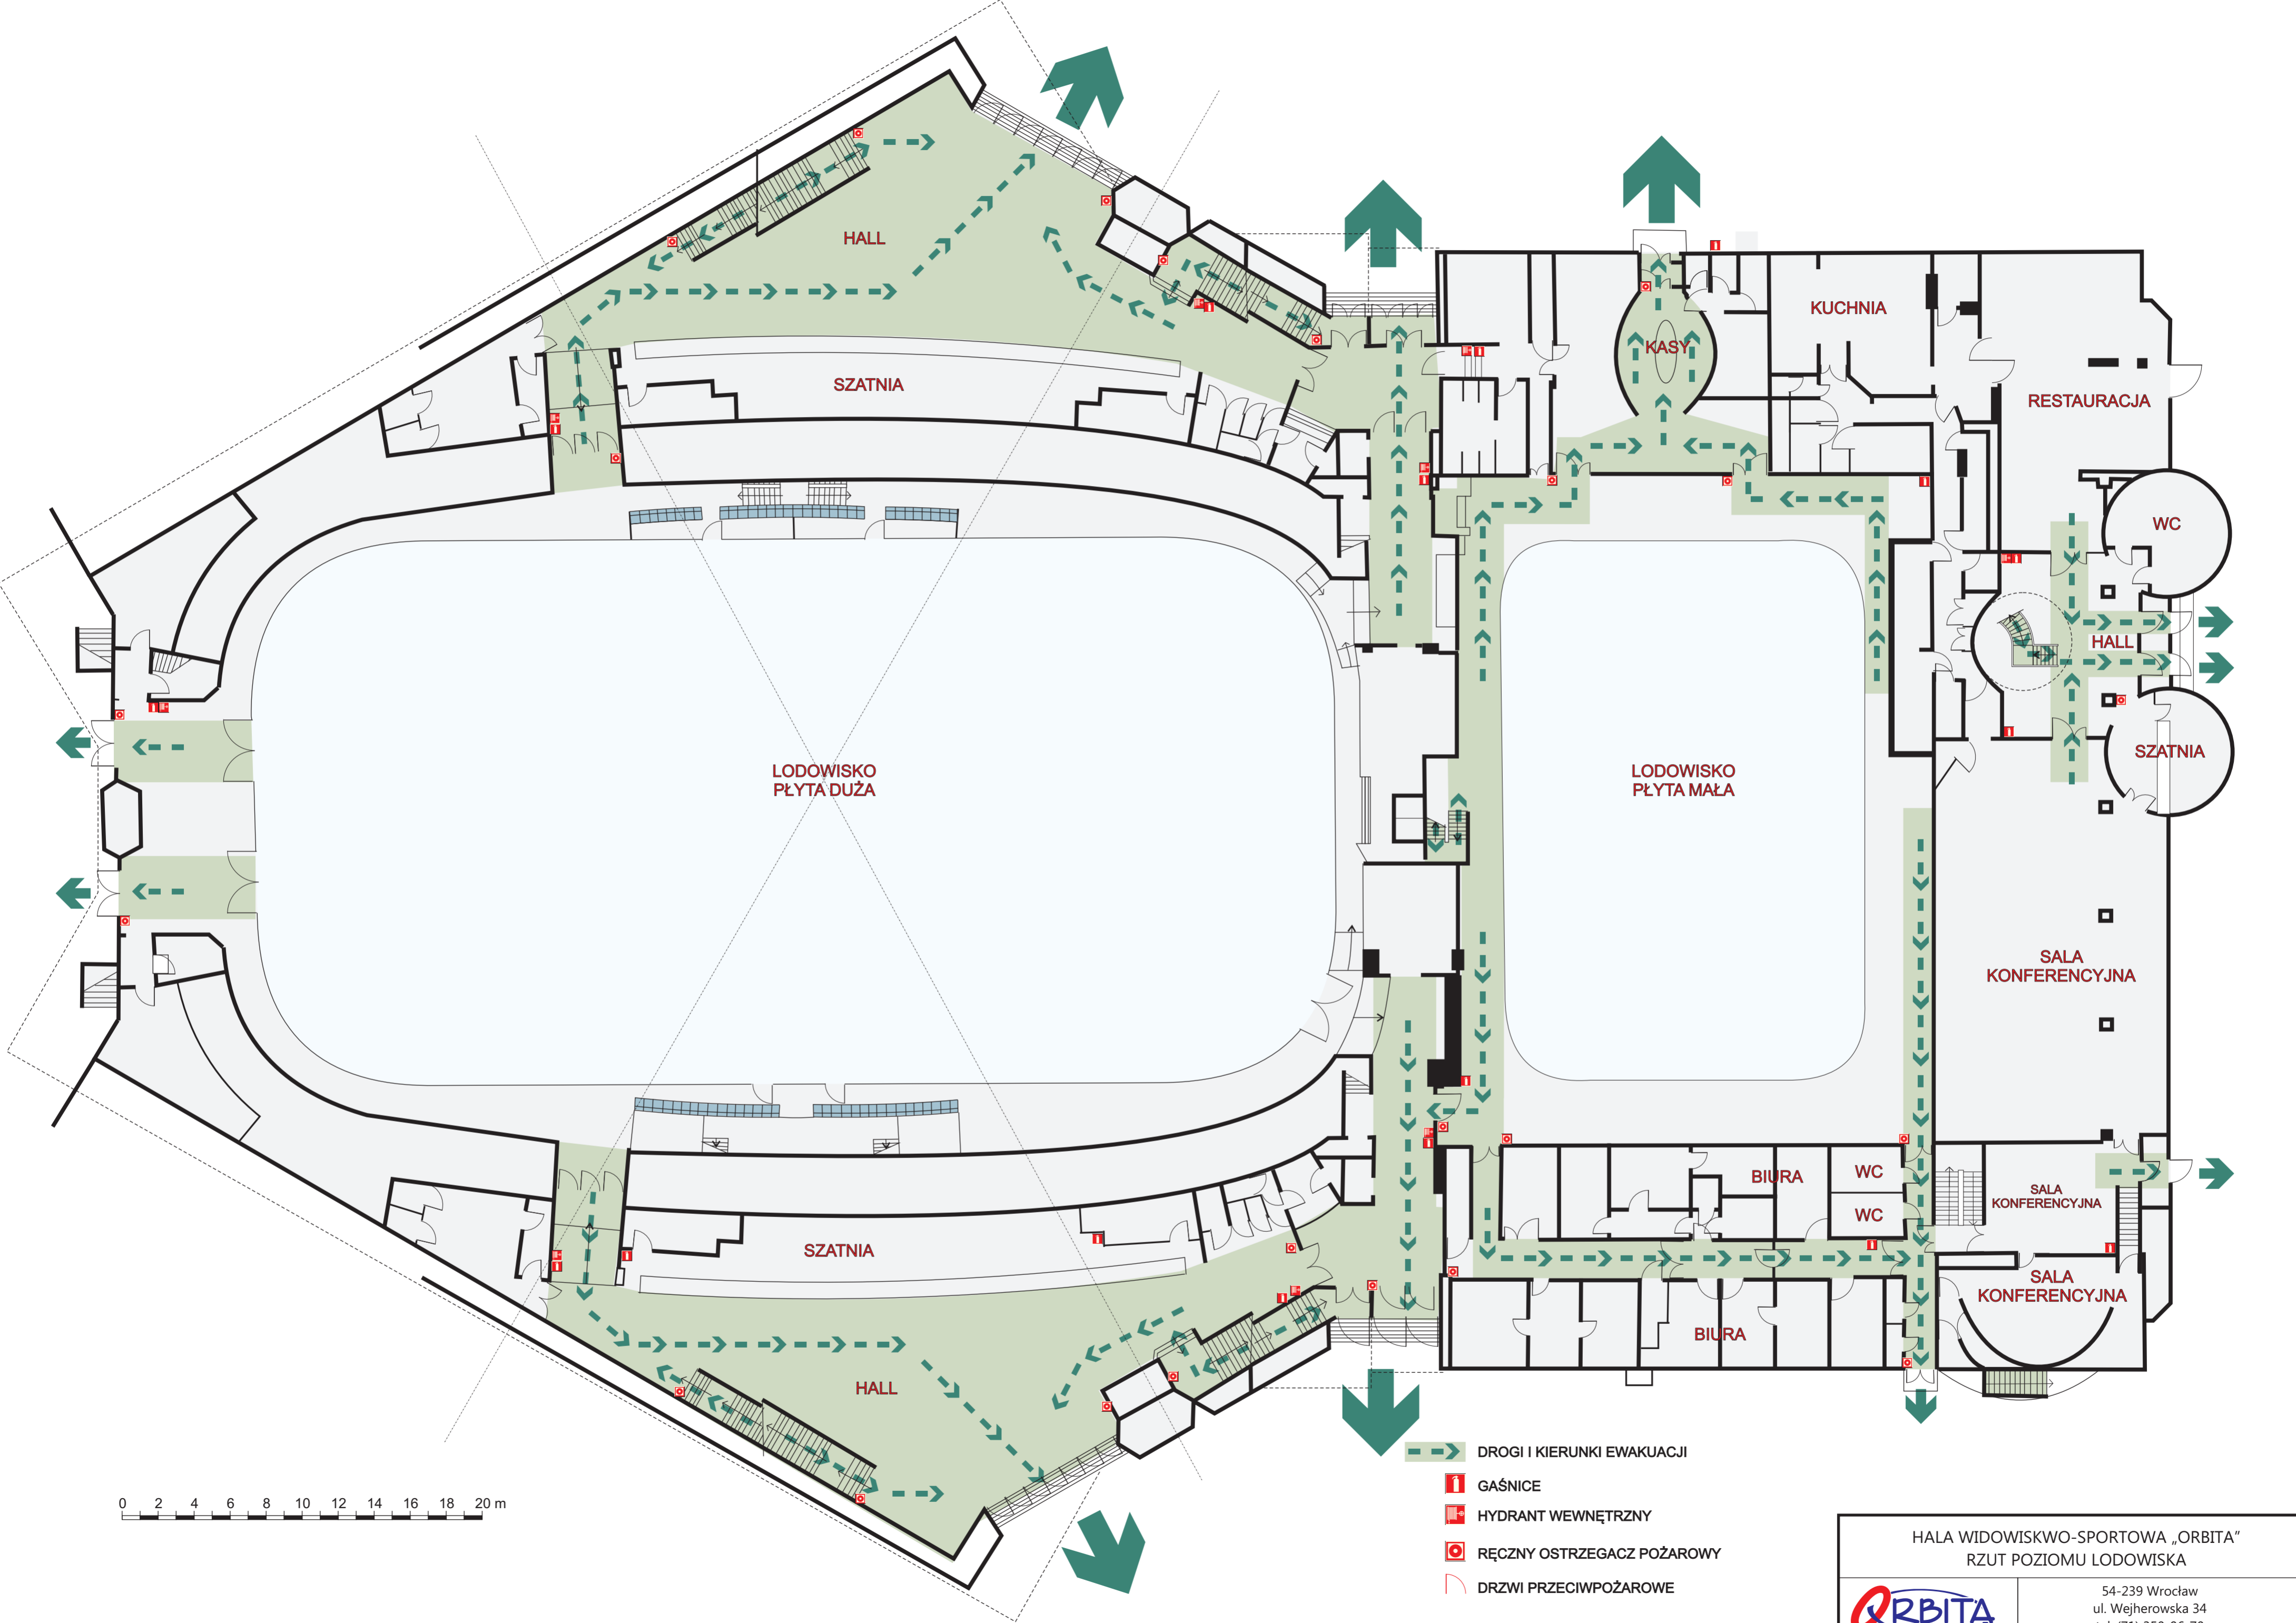 HALL
KASY
KUCHNIA
RESTAURACJA
SZATNIA
WC
HALL
SZATNIA
LODOWISKO
PŁYTA DUŻA
LODOWISKO
PŁYTA MAŁA
SALA
KONFERENCYJNA
BIURA
WC
WC
SALA
KONFERENCYJNA
SZATNIA
SALA
KONFERENCYJNA
BIURA
HALL
DROGI I KIERUNKI EWAKUACJI
GAŚNICE
HYDRANT WEWNĘTRZNY
RĘCZNY OSTRZEGACZ POŻAROWY
DRZWI PRZECIWPOŻAROWE
0 2 4 6 8 10 12 14 16 18 20 m
HALA WIDOWISKWO-SPORTOWA „ORBITA”
RZUT POZIOMU LODOWISKA
ORBITA
54-239 Wrocław
ul. Wejherowska 34